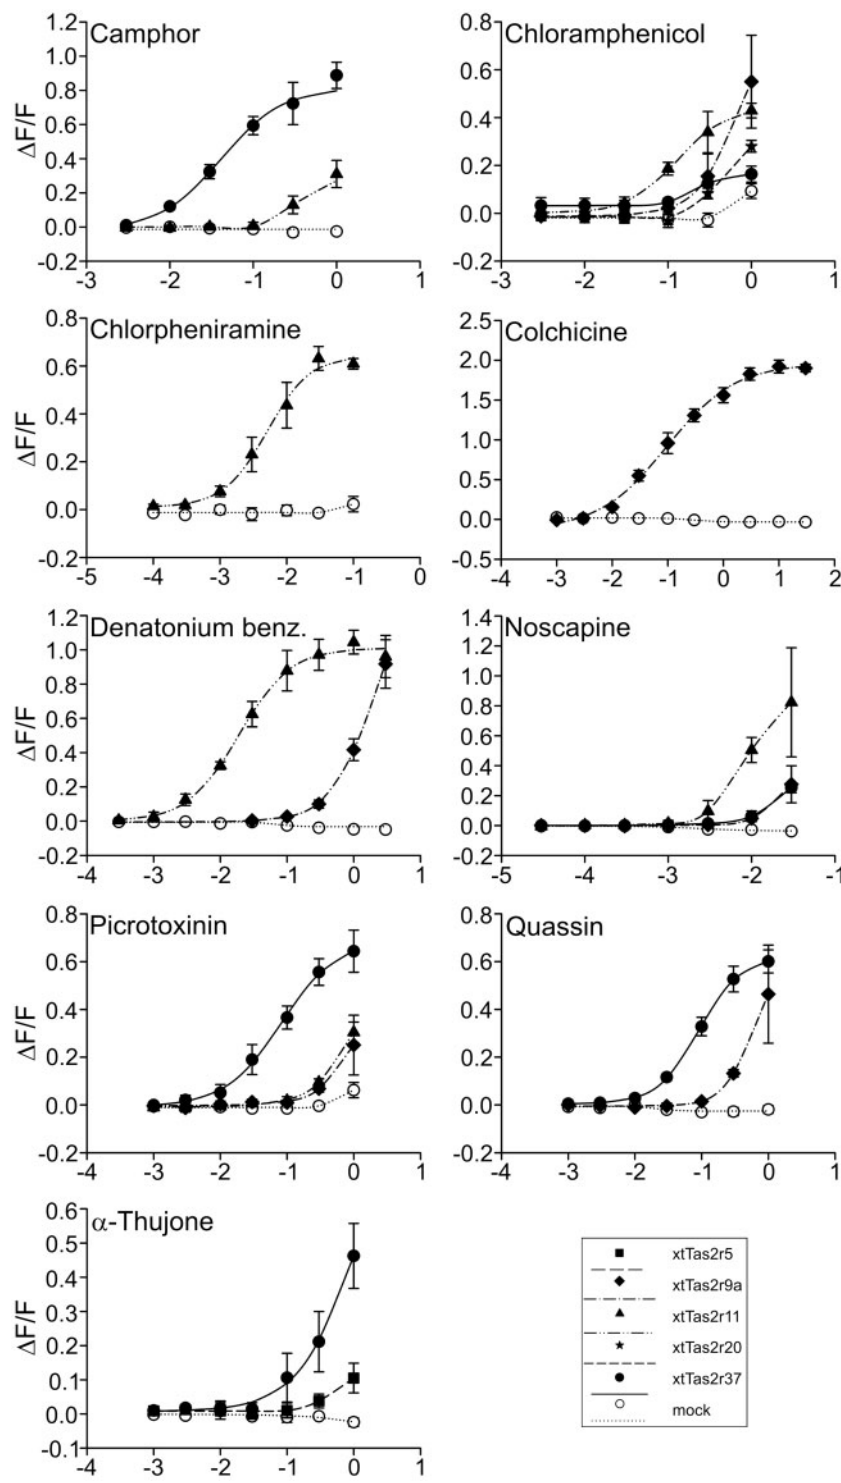 Camphor
ΔF/F
1.2
1.0
0.8
0.6
0.4
0.2
0.0
-0.2
-3 -2 -1 0 1
Chloramphenicol
0.8
0.6
0.4
0.2
0.0
-0.2
-3 -2 -1 0 1
Chlorpheniramine
ΔF/F
0.8
0.6
0.4
0.2
0.0
-0.2
-5 -4 -3 -2 -1 0
Colchicine
2.5
2.0
1.5
1.0
0.5
0.0
-0.5
-4 -3 -2 -1 0 1 2
Denatonium benz.
ΔF/F
1.2
1.0
0.8
0.6
0.4
0.2
0.0
-0.2
-4 -3 -2 -1 0 1
Noscapine
1.4
1.2
1.0
0.8
0.6
0.4
0.2
0.0
-0.2
-5 -4 -3 -2 -1
Picrotoxinin
ΔF/F
0.8
0.6
0.4
0.2
0.0
-0.2
-4 -3 -2 -1 0 1
Quassin
0.8
0.6
0.4
0.2
0.0
-0.2
-4 -3 -2 -1 0 1
α-Thujone
ΔF/F
0.6
0.5
0.4
0.3
0.2
0.1
0.0
-0.1
-4 -3 -2 -1 0 1
xtTas2r5
xtTas2r9a
xtTas2r11
xtTas2r20
xtTas2r37
mock